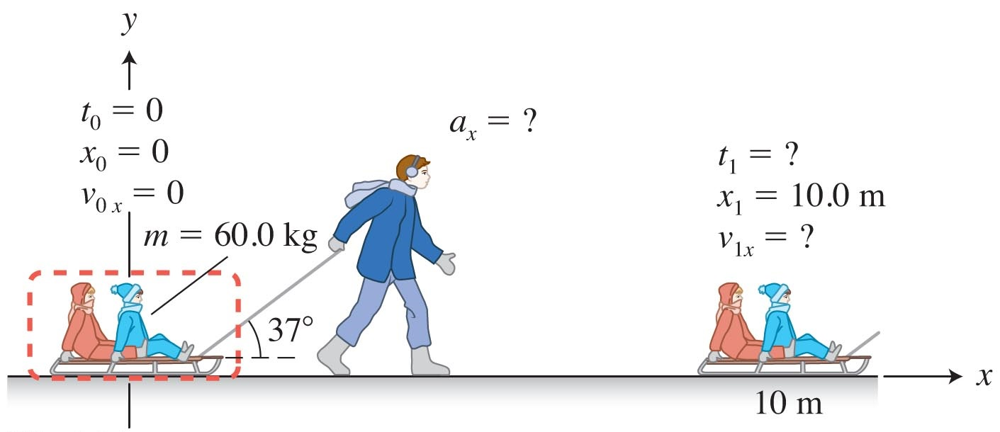 y
t₀ = 0
x₀ = 0
v₀ₓ = 0
m = 60.0 kg
37°
aₓ = ?
t₁ = ?
x₁ = 10.0 m
v₁ₓ = ?
x
10 m